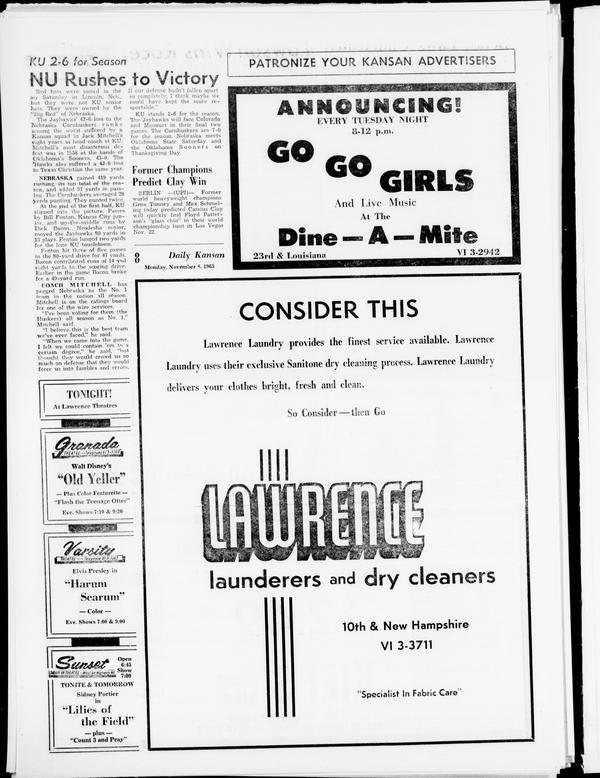 KU 2-6 for Season
NU Rushes to Victory
Red hats were tossed in the
air Saturday in Lincoln, Neb.,
but they were not KU senior
hats. They were owned by the
"Big Red" of Nebraska.
The Jayhawks' 42-6 loss to the
Nebraska Cornhuskers ranks
among the worst suffered by a
Kansas squad in Jack Mitchell's
eight years as head coach at KU.
Mitchell's most disastrous de-
feat was in 1958 at the hands of
Oklahoma's Sooners, 43-0. The
'Hawks also suffered a 42-0 loss
to Texas Christian the same year.
NEBRASKA gained 419 yards
rushing, its top total of the sea-
son, and added 91 yards in pass-
ing. The Cornhuskers averaged 28
yards punting. They punted twice.
At the end of the first half, KU
slipped into the picture. Passes
by Bill Fenton, Kansas City jun-
ior, and up-the-middle runs by
Dick Bacon, Neodesha senior,
moved the Jayhawks 80 yards in
13 plays. Fenton lunged two yards
for the lone KU touchdown.
Fenton hit three of five passes
in the 80-yard drive for 47 yards.
Bacon contributed runs of 14 and
eight yards to the scoring drive.
Earlier in the game Bacon broke
for a 40-yard run.
COACH MITCHELL has
pegged Nebraska as the No. 1
team in the nation all season.
Mitchell is on the ratings board
for one of the wire services.
"I've been voting for them (the
Huskers) all season as No. 1,"
Mitchell said.
"I believe this is the best team
we've ever faced," he said.
"When we came into the game,
I felt we could contain 'em to a
certain degree," he said, "but
thought they would crowd us so
much on defense that they would
force us into fumbles and errors.
If our defense hadn't fallen apart
so completely, I think maybe we
could have kept the score re-
spectable."
KU stands 2-6 for the season.
The Jayhawks will face Colorado
and Missouri in their final two
games. The Cornhuskers are 7-0
for the season. Nebraska meets
Oklahoma State Saturday and
the Oklahoma Sooners on
Thanksgiving Day.
Former Champions
Predict Clay Win
BERLIN —(UPI)— Former
world heavyweight champions
Gene Tunney and Max Schmel-
ing today predicted Cassius Clay
will quickly find Floyd Patter-
son's "glass chin" in their world
championship bout in Las Vegas
Nov. 22.
8 Daily Kansan
Monday, November 8, 1965
TONIGHT!
At Lawrence Theatres
Granada
THEATRE
Walt Disney's
"Old Yeller"
— Plus Color Featurette —
"Flash the Teenage Otter"
Eve. Shows 7:10 & 9:20
Varsity
THEATRE
Elvis Presley in
"Harum
Scarum"
— Color —
Eve. Shows 7:00 & 9:00
Sunset
Open
6:45
Show
7:00
TONITE & TOMORROW
Sidney Portier
in
"Lilies of
the Field"
— plus —
"Count 3 and Pray"
PATRONIZE YOUR KANSAN ADVERTISERS
ANNOUNCING!
EVERY TUESDAY NIGHT
8-12 p.m.
GO
GO
GIRLS
And Live Music
At The
Dine—A—Mite
23rd & Louisiana VI 3-2942
CONSIDER THIS
Lawrence Laundry provides the finest service available. Lawrence
Laundry uses their exclusive Sanitone dry cleaning process. Lawrence Laundry
delivers your clothes bright, fresh and clean.
So Consider—then Go
LAWRENCE
launderers and dry cleaners
10th & New Hampshire
VI 3-3711
"Specialist In Fabric Care"